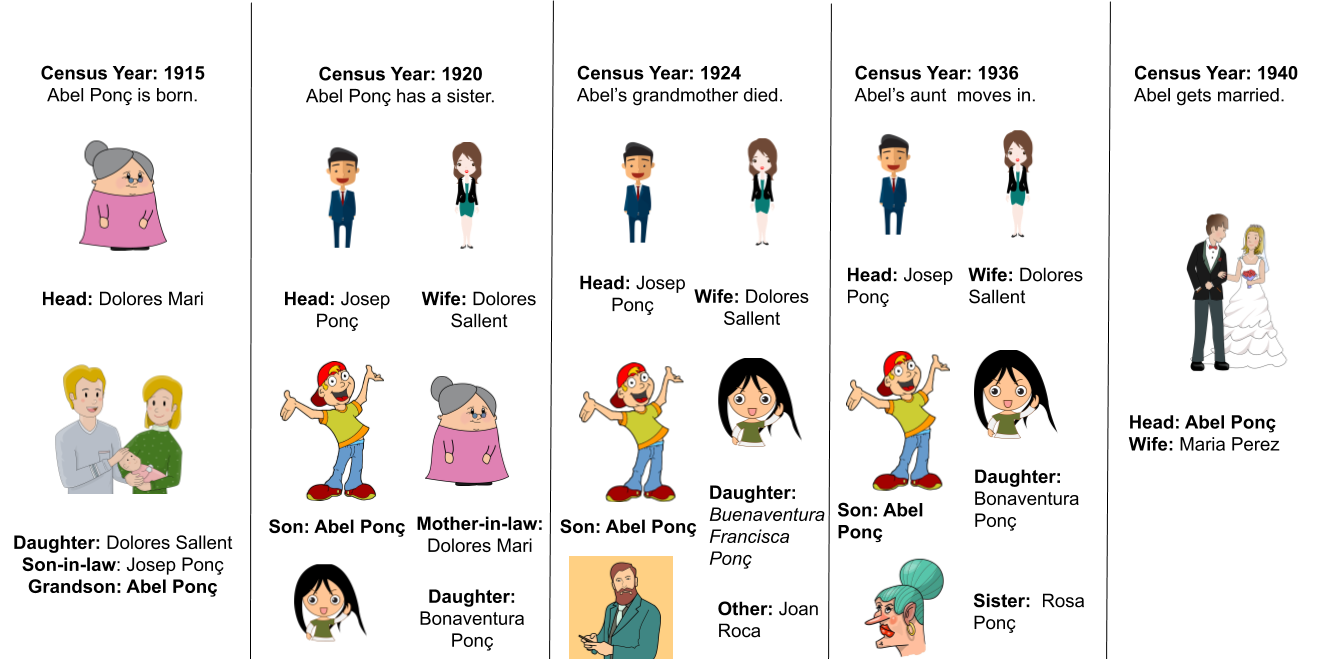 Census Year: 1915
Abel Ponç is born.
Head: Dolores Mari
Daughter: Dolores Sallent
Son-in-law: Josep Ponç
Grandson: Abel Ponç
Census Year: 1920
Abel Ponç has a sister.
Head: Josep
Ponç
Wife: Dolores
Sallent
Son: Abel Ponç
Mother-in-law:
Dolores Mari
Daughter:
Bonaventura
Ponç
Census Year: 1924
Abel’s grandmother died.
Head: Josep
Ponç
Wife: Dolores
Sallent
Son: Abel Ponç
Daughter:
Buenaventura
Francisca
Ponç
Other: Joan
Roca
Census Year: 1936
Abel’s aunt moves in.
Head: Josep
Ponç
Wife: Dolores
Sallent
Son: Abel
Ponç
Daughter:
Bonaventura
Ponç
Sister: Rosa
Ponç
Census Year: 1940
Abel gets married.
Head: Abel Ponç
Wife: Maria Perez